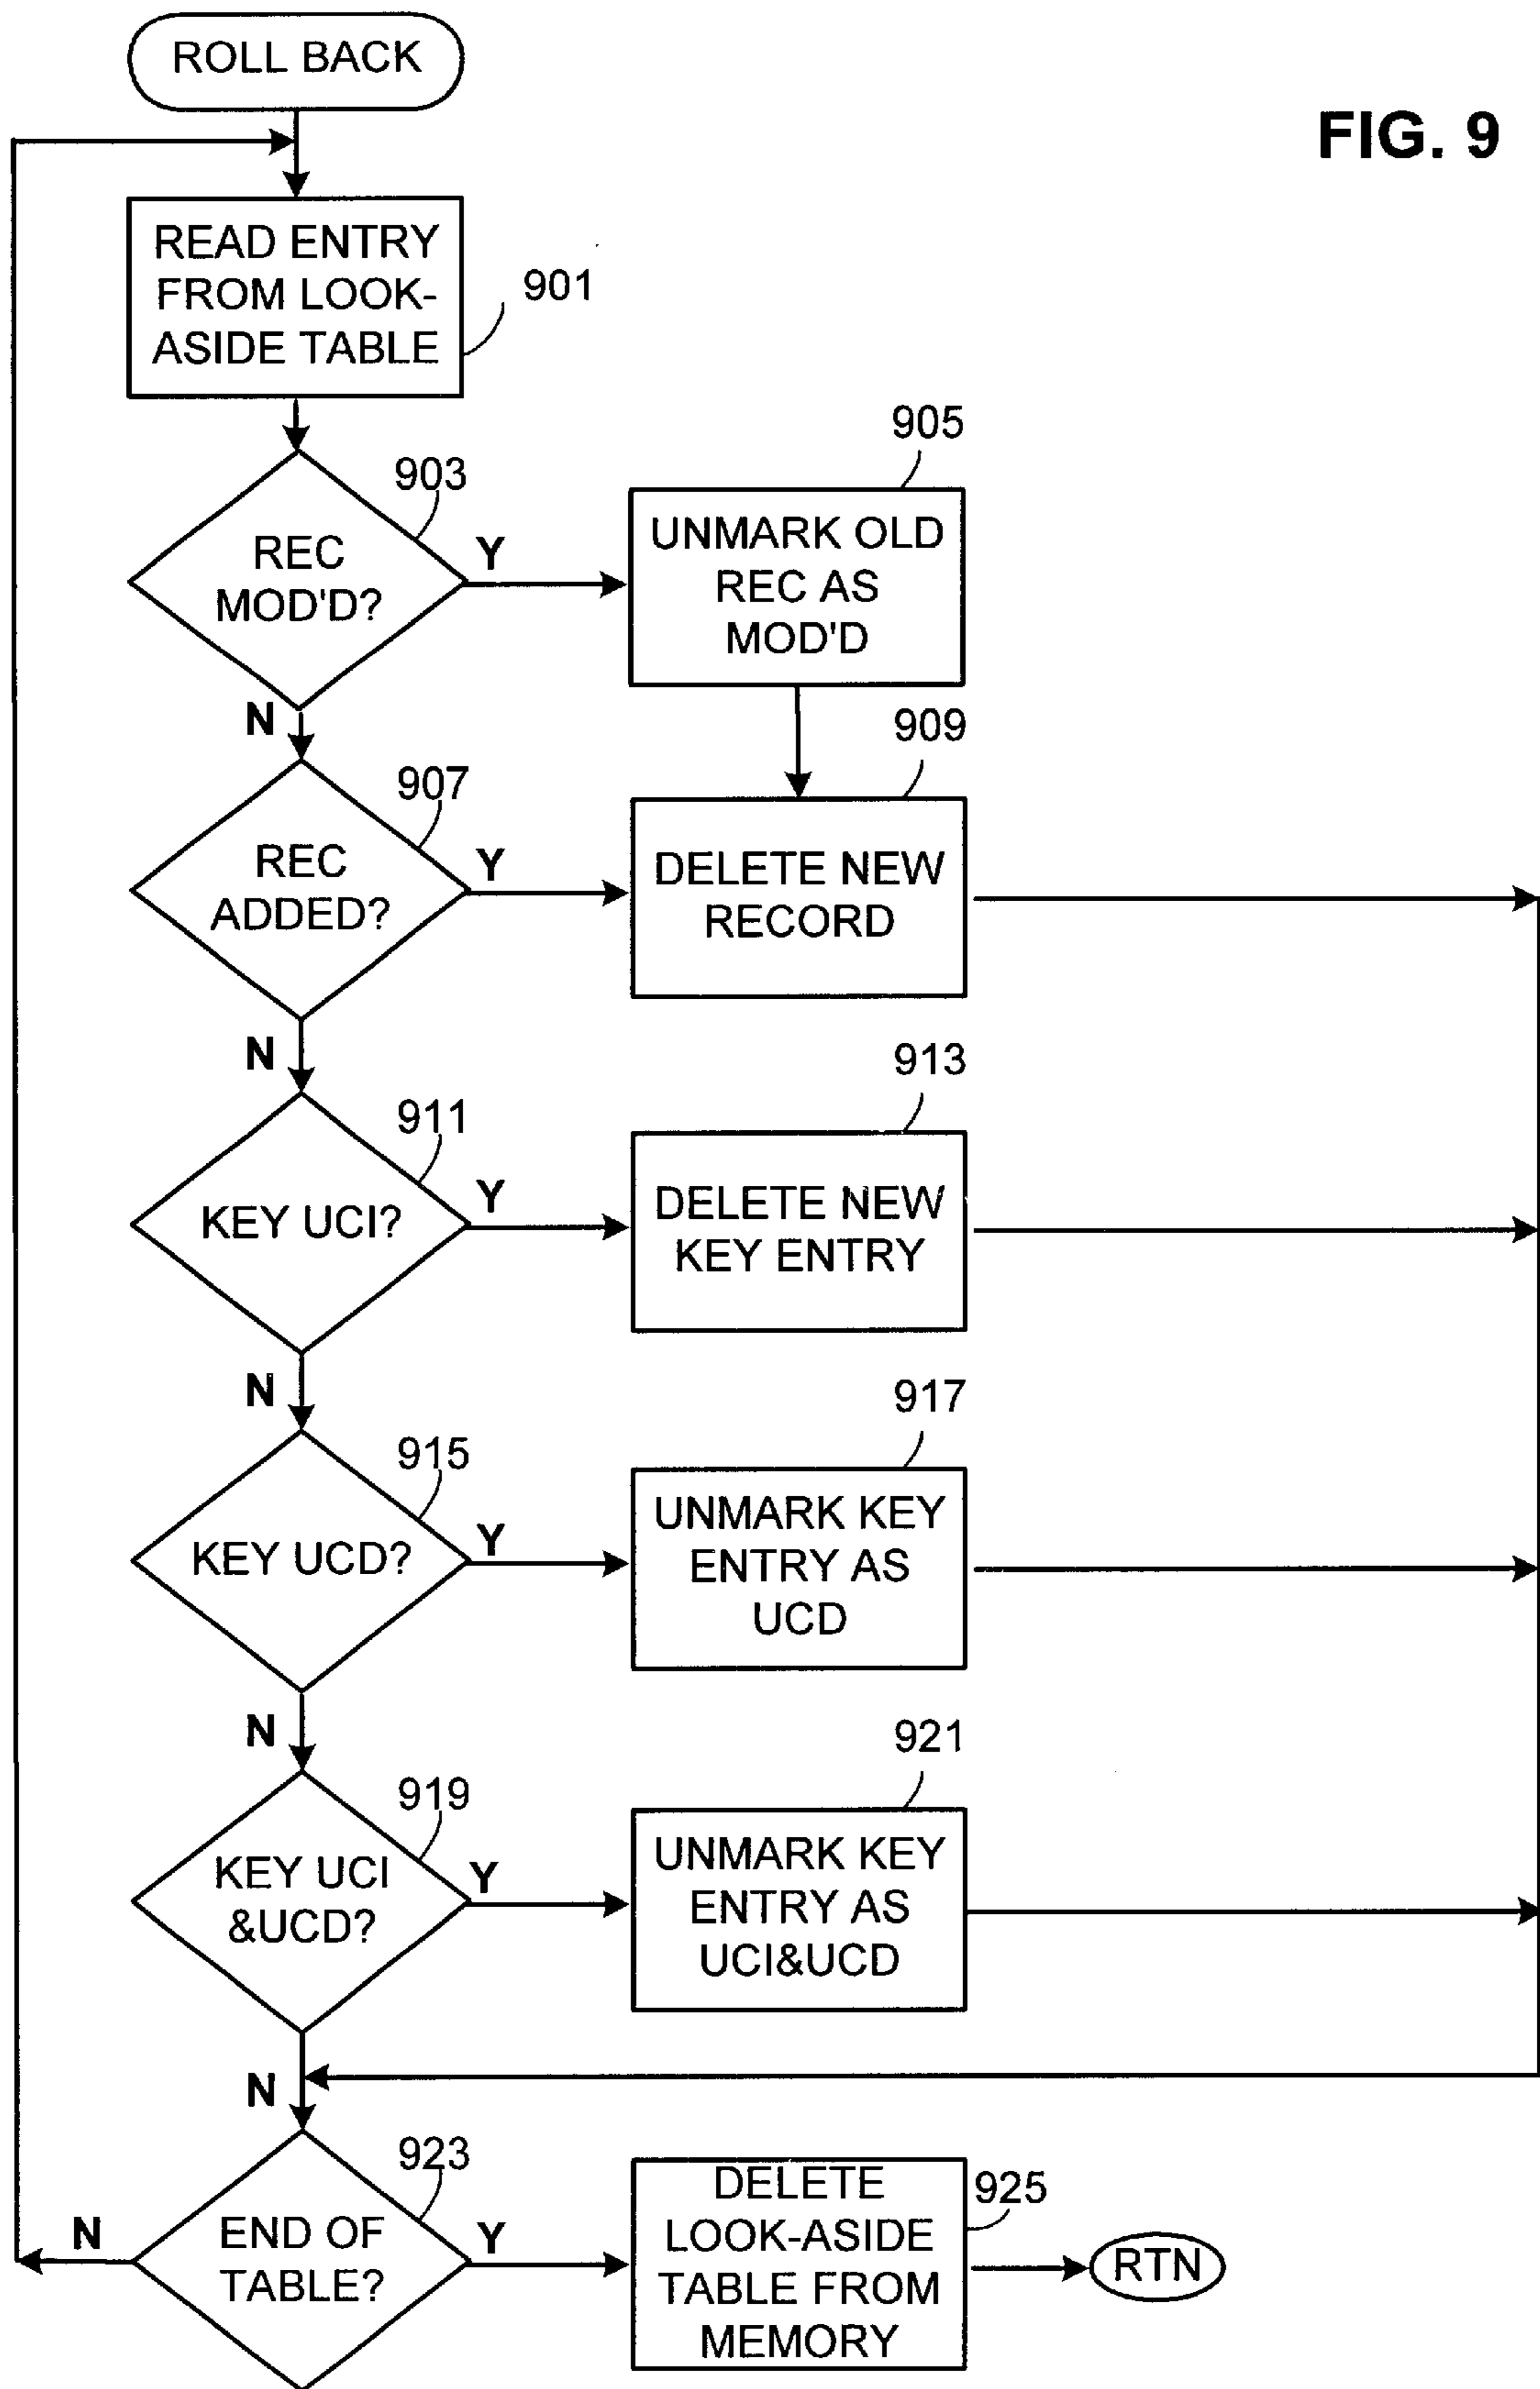 ROLL BACK
FIG. 9
READ ENTRY
FROM LOOK-
ASIDE TABLE
901
903
REC
MOD'D?
Y
905
UNMARK OLD
REC AS
MOD'D
N
907
REC
ADDED?
Y
909
DELETE NEW
RECORD
N
911
KEY UCI?
Y
913
DELETE NEW
KEY ENTRY
N
915
KEY UCD?
Y
917
UNMARK KEY
ENTRY AS
UCD
N
919
KEY UCI
&UCD?
Y
921
UNMARK KEY
ENTRY AS
UCI&UCD
N
923
END OF
TABLE?
N
Y
925
DELETE
LOOK-ASIDE
TABLE FROM
MEMORY
RTN